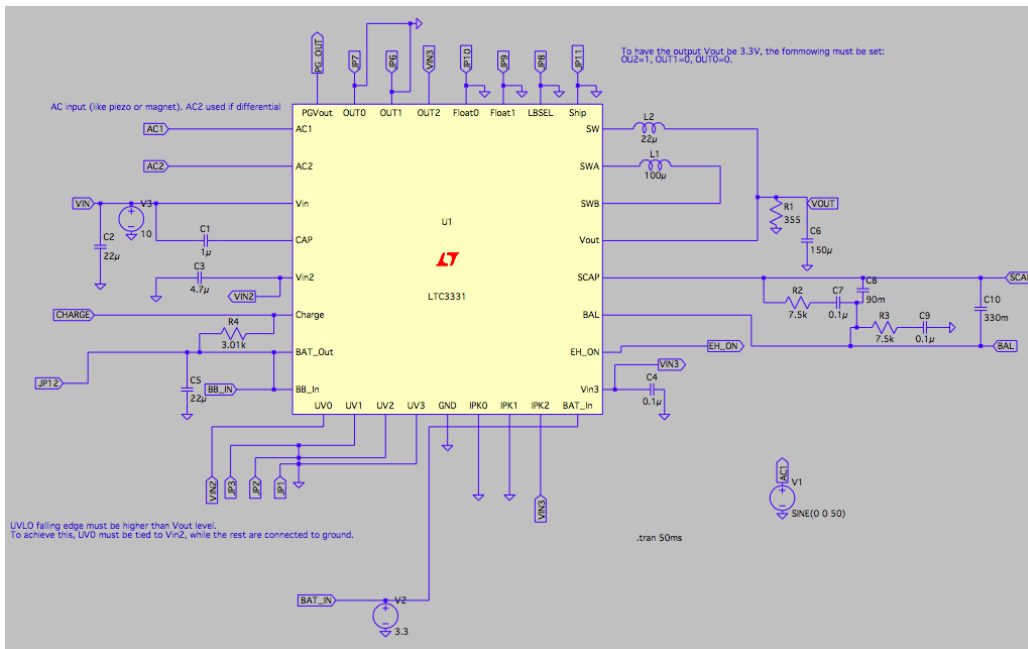 To have the output Vout be 3.3V, the fommowing must be set:
OU2=1, OUT1=0, OUT0=0.
PG_OUT
JP7
JP6
VIN3
JP10
JP9
JP8
JP11
AC input (like piezo or magnet). AC2 used if differential
PGVout OUT0 OUT1 OUT2 Float0 Float1 LBSEL Ship
AC1
AC1
SW
L2
22µ
AC2
AC2
SWA
L1
100µ
VIN
V3
10
Vin
SWB
R1
355
VOUT
C2
22µ
C1
1µ
CAP
U1
Vout
C6
150µ
C3
4.7µ
Vin2
VIN2
LTC3331
SCAP
R2
7.5k
C7
0.1µ
C8
90m
C10
330m
SCAP
CHARGE
Charge
R4
3.01k
BAL
R3
7.5k
C9
0.1µ
BAL
JP12
BAT_Out
EH_ON
EH_ON
C5
22µ
BB_IN
BB_In
Vin3
VIN3
C4
0.1µ
UV0 UV1 UV2 UV3 GND IPK0 IPK1 IPK2 BAT_In
VIN2
JP3
JP2
JP1
VIN3
AC1
V1
SINE(0 0 50)
UVLO falling edge must be higher than Vout level.
To achieve this, UV0 must be tied to Vin2, while the rest are connected to ground.
.tran 50ms
BAT_IN
V2
3.3